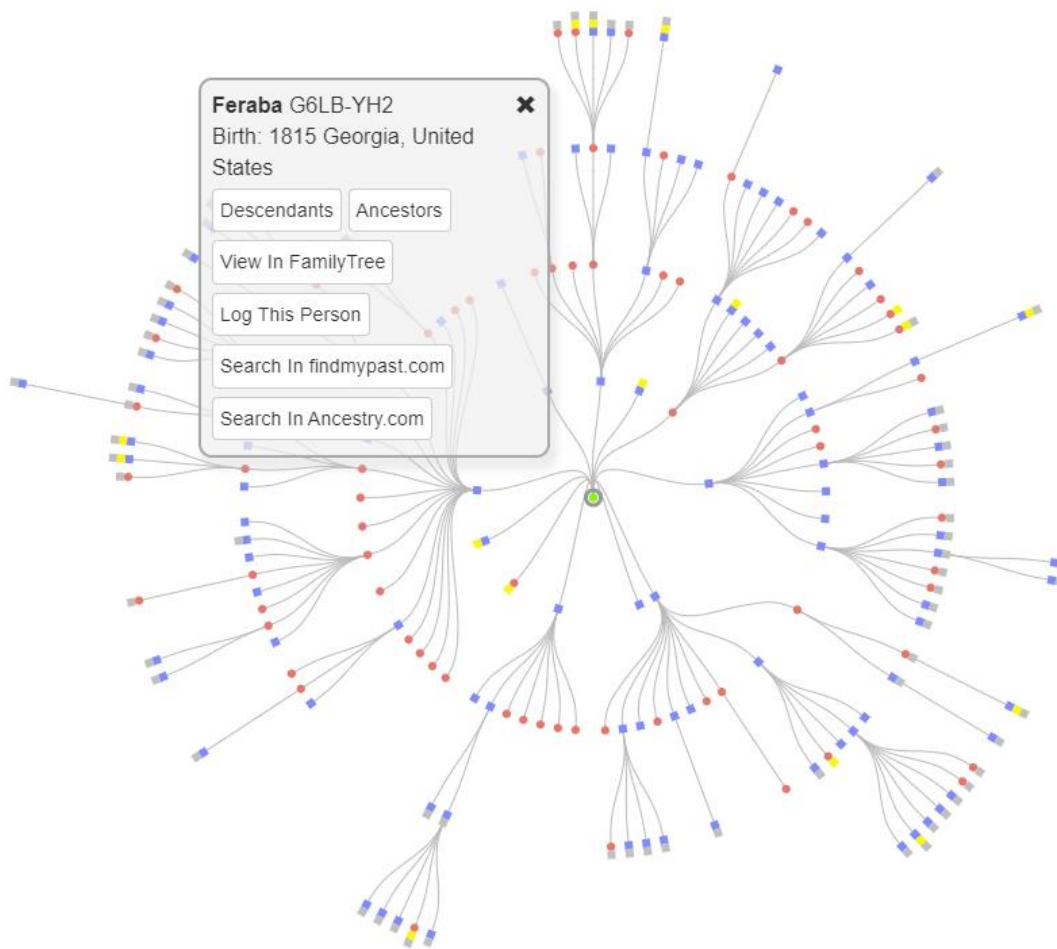 Feraba G6LB-YH2
Birth: 1815 Georgia, United
States
Descendants Ancestors
View In FamilyTree
Log This Person
Search In findmypast.com
Search In Ancestry.com